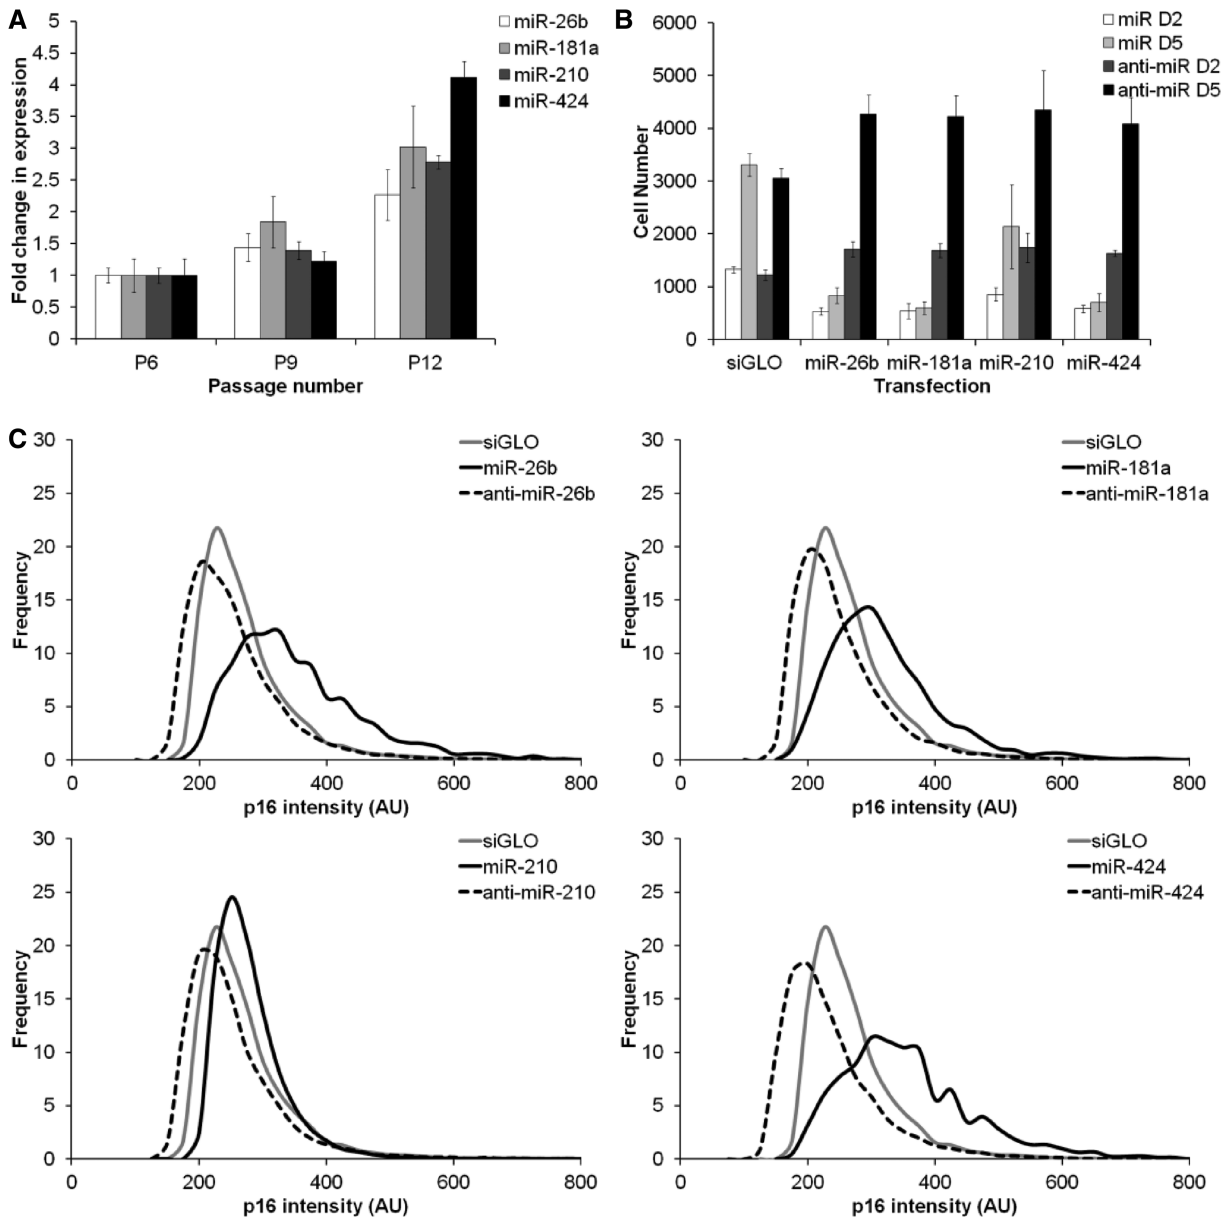 A
5
4.5
4
3.5
3
2.5
2
1.5
1
0.5
0
Fold change in expression
P6 P9 P12
Passage number
miR-26b
miR-181a
miR-210
miR-424
B
6000
5000
4000
3000
2000
1000
0
Cell Number
siGLO miR-26b miR-181a miR-210 miR-424
Transfection
miR D2
miR D5
anti-miR D2
anti-miR D5
C
30
25
20
15
10
5
0
Frequency
0 200 400 600 800
p16 intensity (AU)
siGLO
miR-26b
anti-miR-26b
30
25
20
15
10
5
0
Frequency
0 200 400 600 800
p16 intensity (AU)
siGLO
miR-181a
anti-miR-181a
30
25
20
15
10
5
0
Frequency
0 200 400 600 800
p16 intensity (AU)
siGLO
miR-210
anti-miR-210
30
25
20
15
10
5
0
Frequency
0 200 400 600 800
p16 intensity (AU)
siGLO
miR-424
anti-miR-424